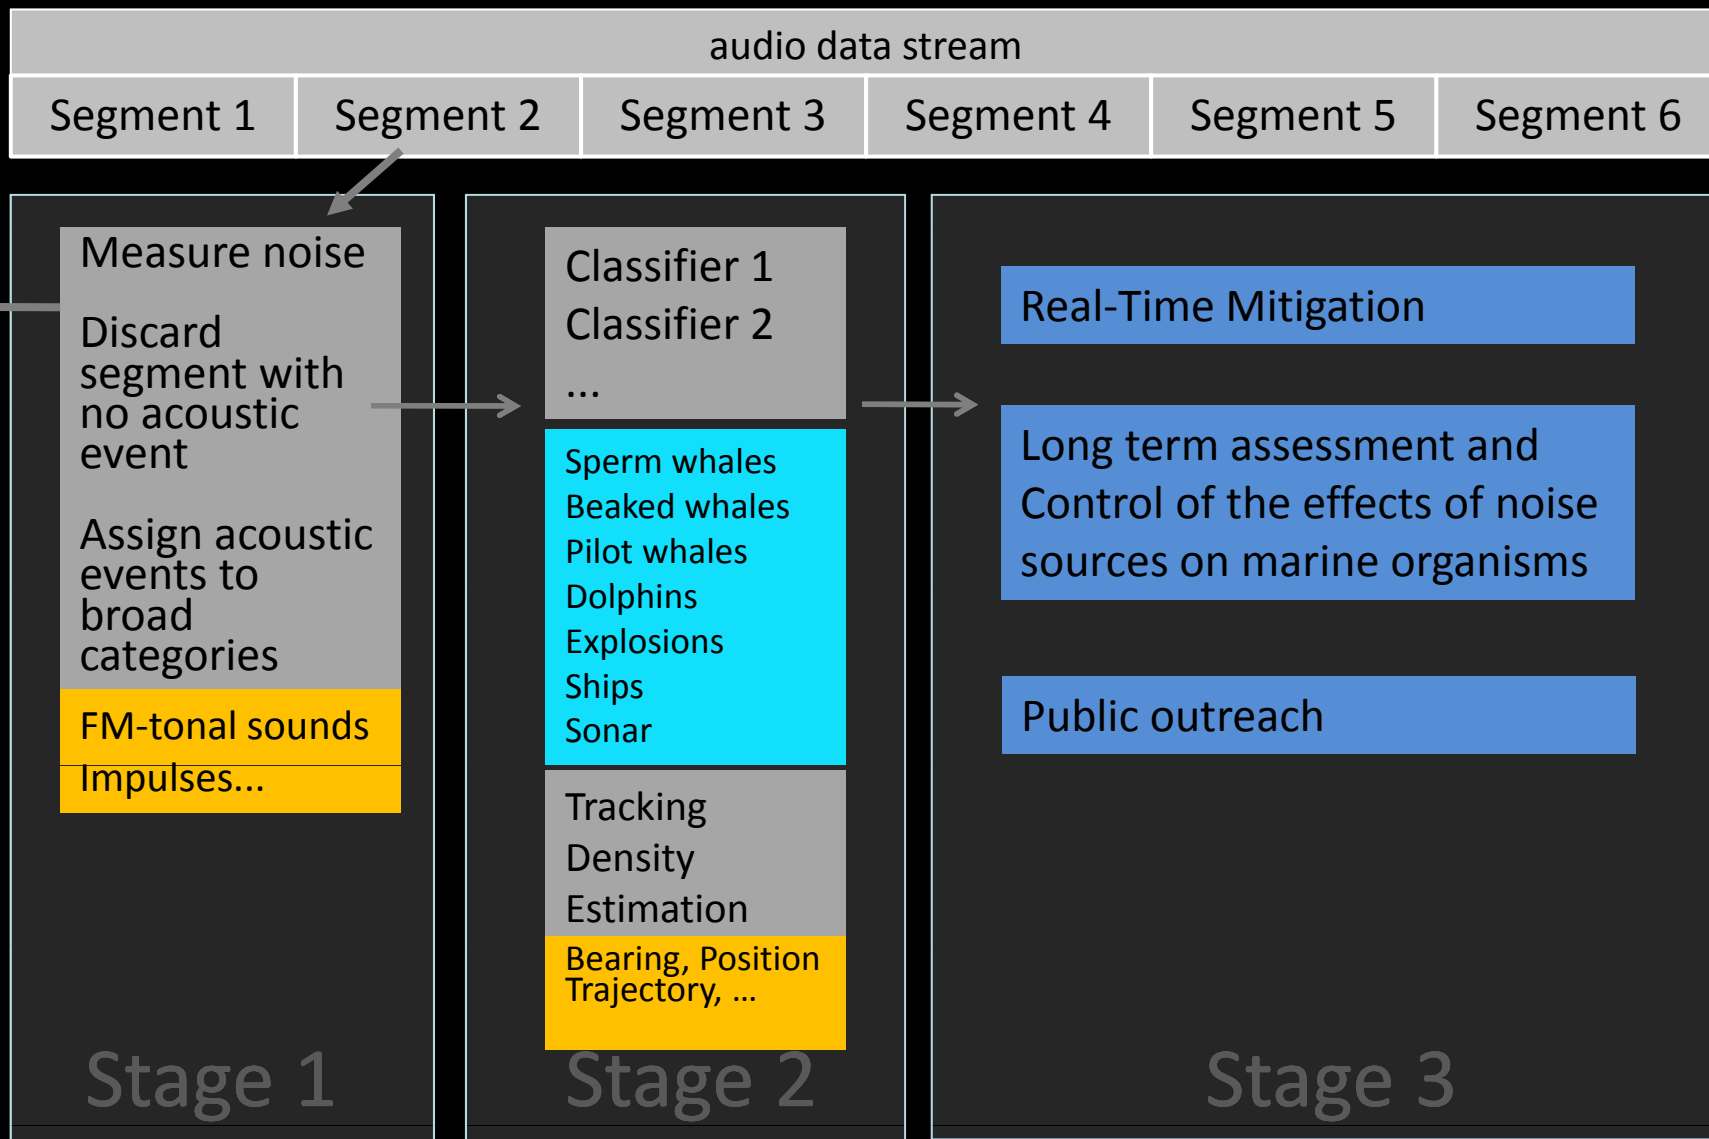 audio data stream
Segment 1
Segment 2
Segment 3
Segment 4
Segment 5
Segment 6
Measure noise
Discard
segment with
no acoustic
event
Assign acoustic
events to
broad
categories
FM-tonal sounds
Impulses...
Stage 1
Classifier 1
Classifier 2
...
Sperm whales
Beaked whales
Pilot whales
Dolphins
Explosions
Ships
Sonar
Tracking
Density
Estimation
Bearing, Position
Trajectory, ...
Stage 2
Real-Time Mitigation
Long term assessment and
Control of the effects of noise
sources on marine organisms
Public outreach
Stage 3